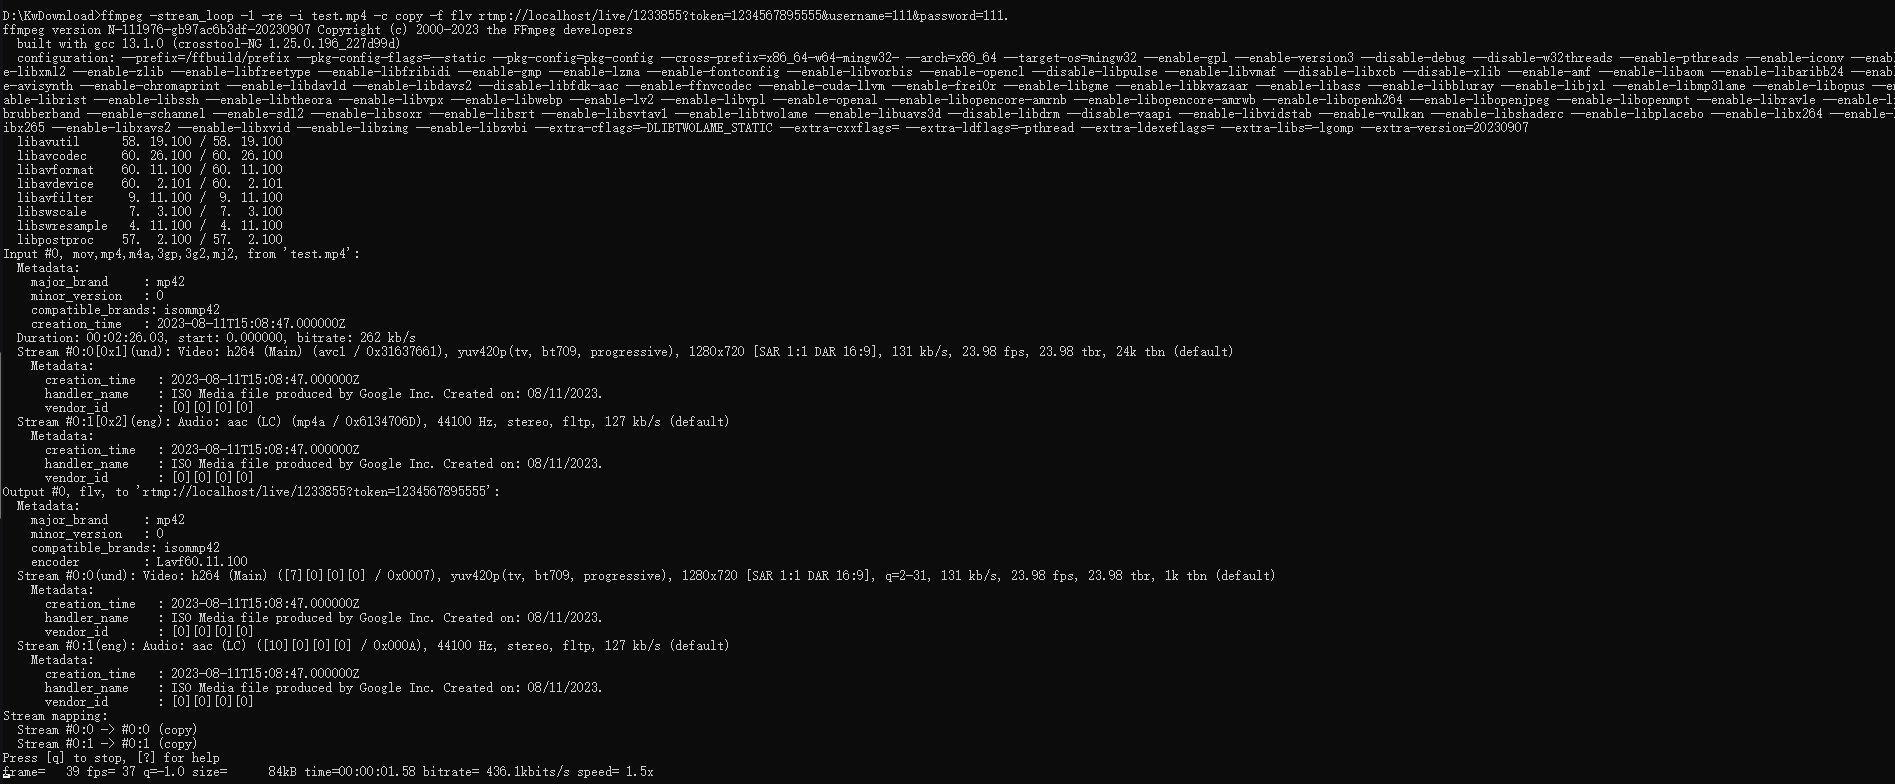 D:\KwDownload>ffmpeg -stream_loop -1 -re -i test.mp4 -c copy -f flv rtmp://localhost/live/1233855?token=1234567895555&username=111&password=111.
ffmpeg version N-111976-gb97ac6b3df-20230907 Copyright (c) 2000-2023 the FFmpeg developers
built with gcc 13.1.0 (crosstool-NG 1.25.0.196_227d99d)
configuration: --prefix=/ffbuild/prefix --pkg-config-flags=--static --pkg-config=pkg-config --cross-prefix=x86_64-w64-mingw32- --arch=x86_64 --target-os=mingw32 --enable-gpl --enable-version3 --disable-debug --disable-w32threads --enable-pthreads --enable-iconv --enabl
e-libxml2 --enable-zlib --enable-libfreetype --enable-libfribidi --enable-gmp --enable-lzma --enable-fontconfig --enable-libvorbis --enable-opencl --disable-libpulse --enable-libvmaf --disable-libxcb --disable-xlib --enable-amf --enable-libaom --enable-libaribb24 --enabl
e-avisynth --enable-chromaprint --enable-libdav1d --enable-libdavs2 --disable-libfdk-aac --enable-ffnvcodec --enable-cuda-llvm --enable-frei0r --enable-libgme --enable-libkvazaar --enable-libass --enable-libbluray --enable-libjxl --enable-libmp3lame --enable-libopus --en
able-librist --enable-libssh --enable-libtheora --enable-libvpx --enable-libwebp --enable-lv2 --enable-libvpl --enable-openal --enable-libopencore-amrnb --enable-libopencore-amrwb --enable-libopenh264 --enable-libopenjpeg --enable-libopenmpt --enable-librav1e --enable-li
brubberband --enable-schannel --enable-sdl2 --enable-libsoxr --enable-libsrt --enable-libsvtav1 --enable-libtwolame --enable-libuavs3d --disable-libdrm --disable-vaapi --enable-libvidstab --enable-vulkan --enable-libshaderc --enable-libplacebo --enable-libx264 --enable-l
ibx265 --enable-libxavs2 --enable-libxvid --enable-libzimg --enable-libzvbi --extra-cflags=-DLIBTWOLAME_STATIC --extra-cxxflags= --extra-ldflags=-pthread --extra-ldexeflags= --extra-libs=-lgomp --extra-version=20230907
libavutil      58. 19.100 / 58. 19.100
libavcodec     60. 26.100 / 60. 26.100
libavformat    60. 11.100 / 60. 11.100
libavdevice    60.  2.101 / 60.  2.101
libavfilter     9. 11.100 /  9. 11.100
libswscale      7.  3.100 /  7.  3.100
libswresample   4. 11.100 /  4. 11.100
libpostproc    57.  2.100 / 57.  2.100
Input #0, mov,mp4,m4a,3gp,3g2,mj2, from 'test.mp4':
Metadata:
major_brand     : mp42
minor_version   : 0
compatible_brands: isommp42
creation_time   : 2023-08-11T15:08:47.000000Z
Duration: 00:02:26.03, start: 0.000000, bitrate: 262 kb/s
Stream #0:0[0x1](und): Video: h264 (Main) (avc1 / 0x31637661), yuv420p(tv, bt709, progressive), 1280x720 [SAR 1:1 DAR 16:9], 131 kb/s, 23.98 fps, 23.98 tbr, 24k tbn (default)
Metadata:
creation_time   : 2023-08-11T15:08:47.000000Z
handler_name    : ISO Media file produced by Google Inc. Created on: 08/11/2023.
vendor_id       : [0][0][0][0]
Stream #0:1[0x2](eng): Audio: aac (LC) (mp4a / 0x6134706D), 44100 Hz, stereo, fltp, 127 kb/s (default)
Metadata:
creation_time   : 2023-08-11T15:08:47.000000Z
handler_name    : ISO Media file produced by Google Inc. Created on: 08/11/2023.
vendor_id       : [0][0][0][0]
Output #0, flv, to 'rtmp://localhost/live/1233855?token=1234567895555':
Metadata:
major_brand     : mp42
minor_version   : 0
compatible_brands: isommp42
encoder         : Lavf60.11.100
Stream #0:0(und): Video: h264 (Main) ([7][0][0][0] / 0x0007), yuv420p(tv, bt709, progressive), 1280x720 [SAR 1:1 DAR 16:9], q=2-31, 131 kb/s, 23.98 fps, 23.98 tbr, 1k tbn (default)
Metadata:
creation_time   : 2023-08-11T15:08:47.000000Z
handler_name    : ISO Media file produced by Google Inc. Created on: 08/11/2023.
vendor_id       : [0][0][0][0]
Stream #0:1(eng): Audio: aac (LC) ([10][0][0][0] / 0x000A), 44100 Hz, stereo, fltp, 127 kb/s (default)
Metadata:
creation_time   : 2023-08-11T15:08:47.000000Z
handler_name    : ISO Media file produced by Google Inc. Created on: 08/11/2023.
vendor_id       : [0][0][0][0]
Stream mapping:
Stream #0:0 -> #0:0 (copy)
Stream #0:1 -> #0:1 (copy)
Press [q] to stop, [?] for help
frame=   39 fps= 37 q=-1.0 size=      84kB time=00:00:01.58 bitrate= 436.1kbits/s speed= 1.5x